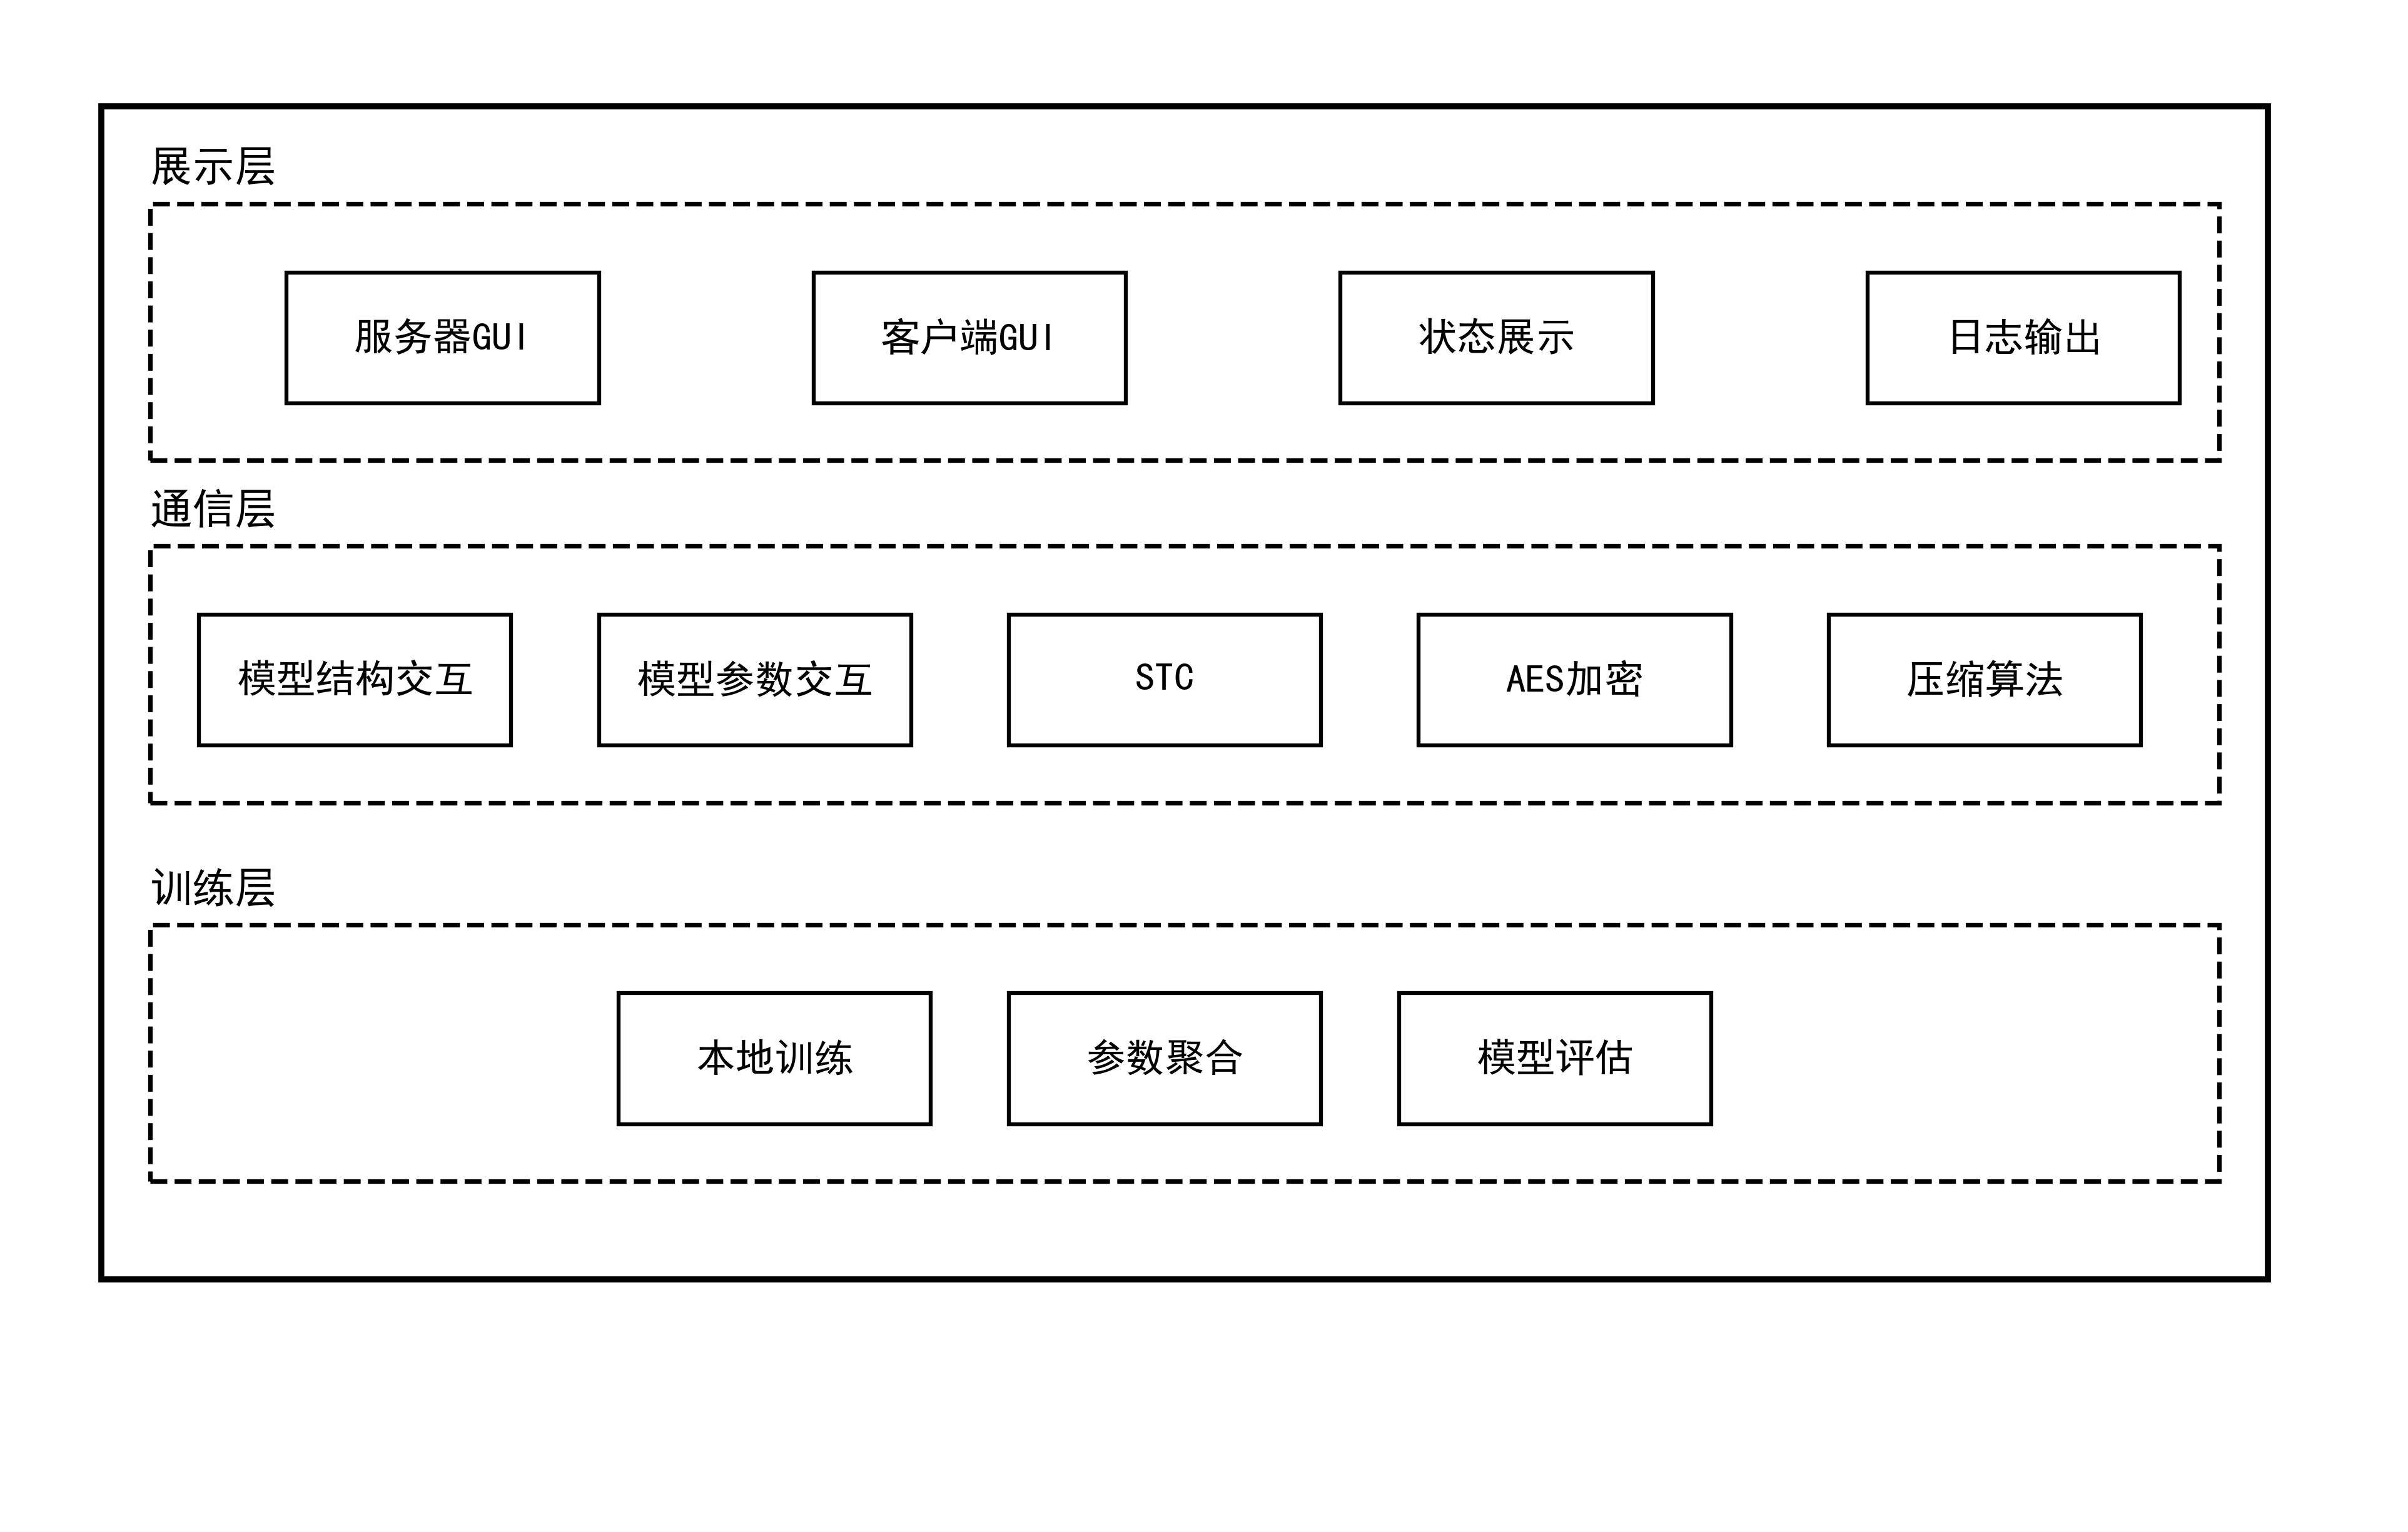 展示层
服务器GUI
客户端GUI
状态展示
日志输出
通信层
模型结构交互
模型参数交互
STC
AES加密
压缩算法
训练层
本地训练
参数聚合
模型评估